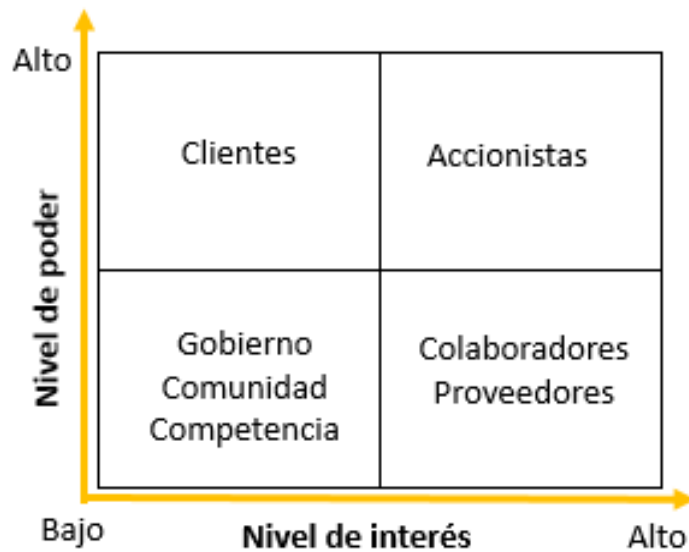 Alto
Clientes
Accionistas
Nivel de poder
Gobierno
Comunidad
Competencia
Colaboradores
Proveedores
Bajo
Nivel de interés
Alto